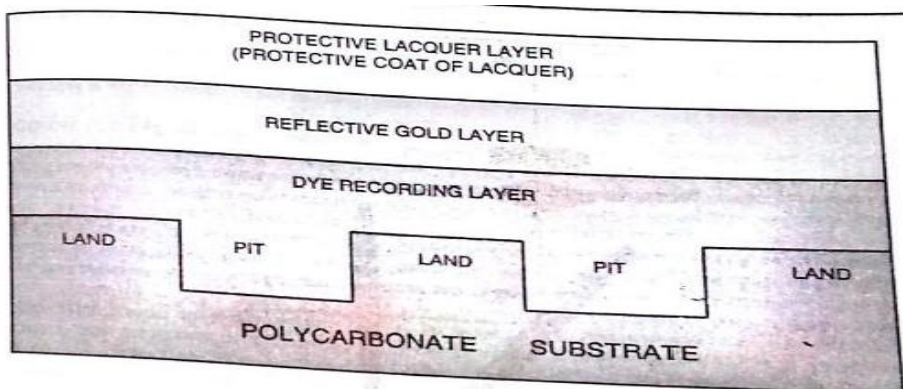 PROTECTIVE LACQUER LAYER
(PROTECTIVE COAT OF LACQUER)
REFLECTIVE GOLD LAYER
DYE RECORDING LAYER
LAND PIT LAND PIT LAND
POLYCARBONATE SUBSTRATE